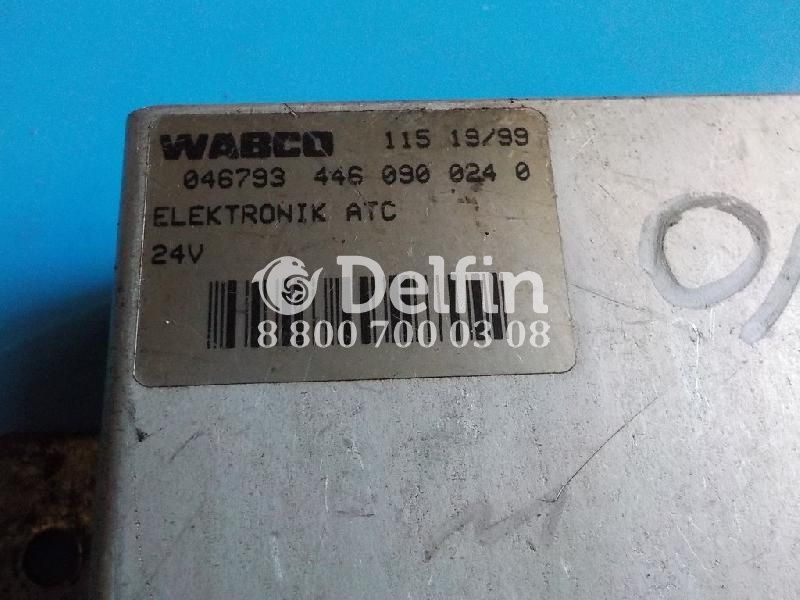 WABCO 115 19/99
046793 446 090 024 0
ELEKTRONIK ATC
24V
Delfin
8 800 700 03 08